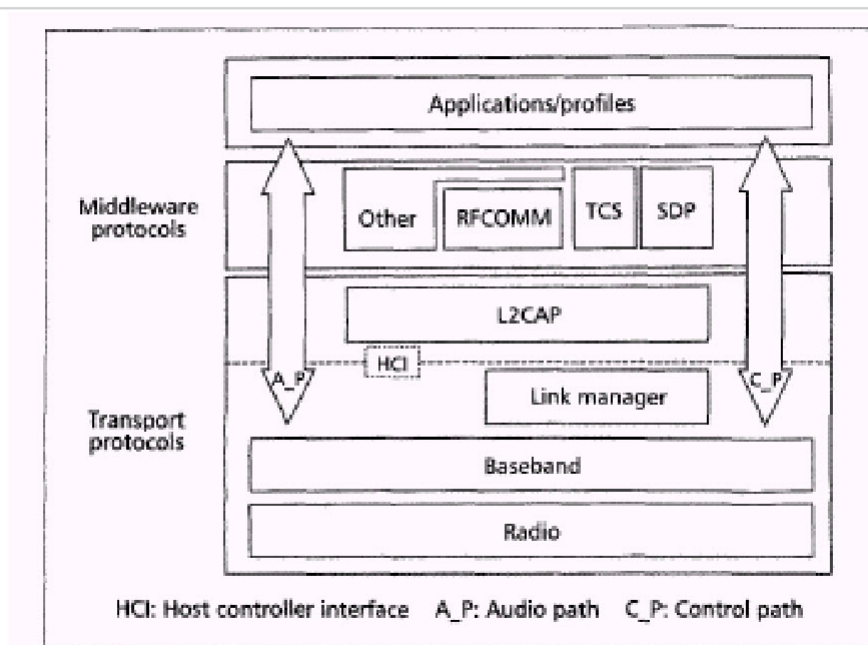 Applications/profiles
Middleware
protocols
Other
RFCOMM
TCS
SDP
L2CAP
HCI
A_P
C_P
Link manager
Transport
protocols
Baseband
Radio
HCI: Host controller interface A_P: Audio path C_P: Control path